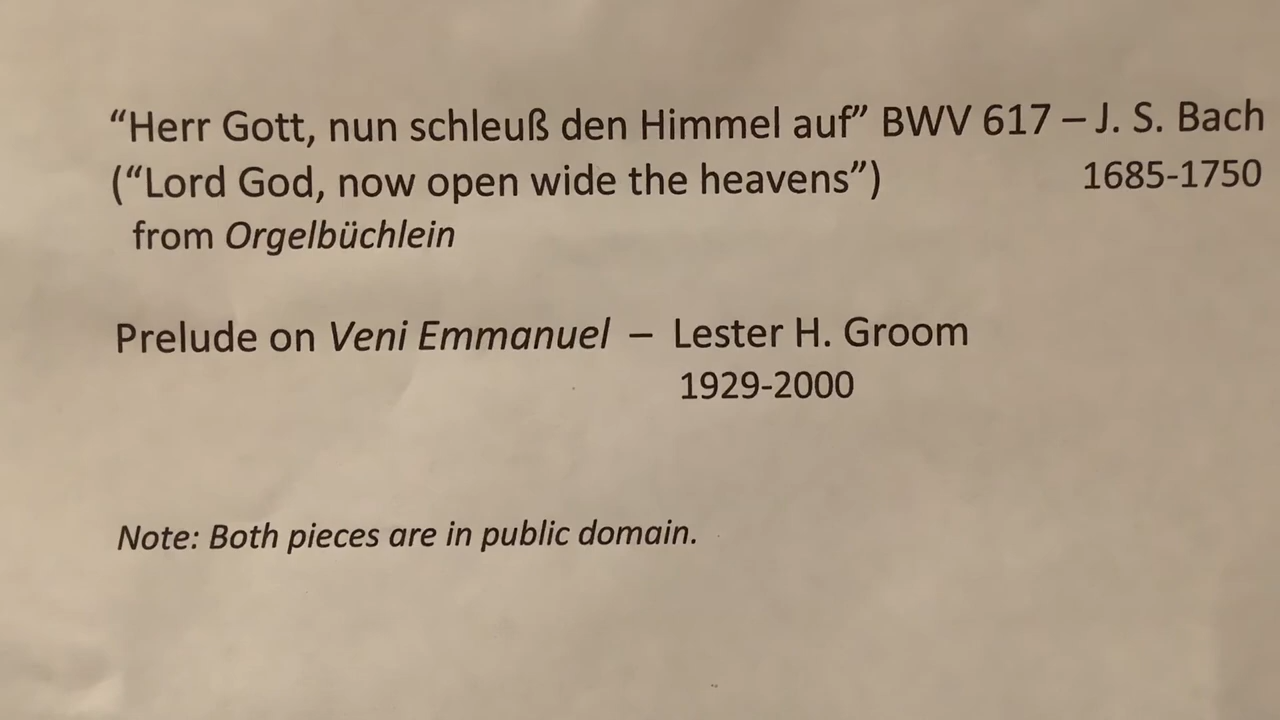 “Herr Gott, nun schleuß den Himmel auf” BWV 617 – J. S. Bach
(“Lord God, now open wide the heavens”) 1685-1750
from Orgelbüchlein
Prelude on Veni Emmanuel – Lester H. Groom
1929-2000
Note: Both pieces are in public domain.